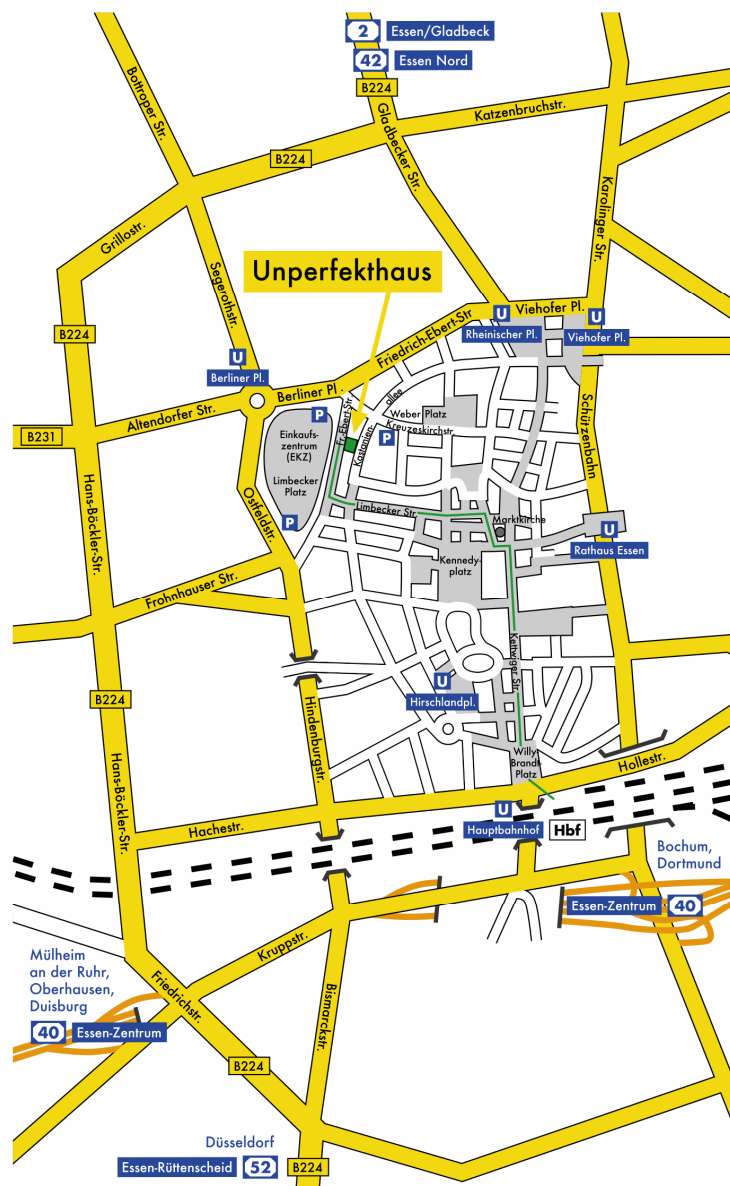 2 Essen/Gladbeck
42 Essen Nord
B224
Bottroper Str.
Gladbecker Str.
Katzenbruchstr.
B224
Karolinger Str.
Grillostr.
Segerothstr.
Unperfekthaus
B224
U
Berliner Pl.
Friedrich-Ebert-Str
U
Rheinischer Pl.
Viehofer Pl.
U
Viehofer Pl.
Berliner Pl.
Altendorfer Str.
B231
P
Fr.-Ebert-Str.
Kastanien-
allee
Weber Platz
Kreuzeskirchstr.
P
Schützenbahn
Einkaufs-
zentrum
(EKZ)
Limbecker
Platz
P
Hans-Böckler-Str.
Ostfeldstr.
Limbecker Str.
Marktkirche
U
Rathaus Essen
Kennedy-
platz
Frohnhauser Str.
Kettwiger Str.
B224
U
Hirschlandpl.
Hindenburgstr.
Willy-
Brandt-
Platz
Hollestr.
Hans-Böckler-Str.
Hachestr.
U
Hauptbahnhof
Hbf
Bochum,
Dortmund
Essen-Zentrum 40
Kruppstr.
Mülheim
an der Ruhr,
Oberhausen,
Duisburg
40 Essen-Zentrum
Friedrichstr.
Bismarckstr.
B224
Düsseldorf
Essen-Rüttenscheid 52
B224